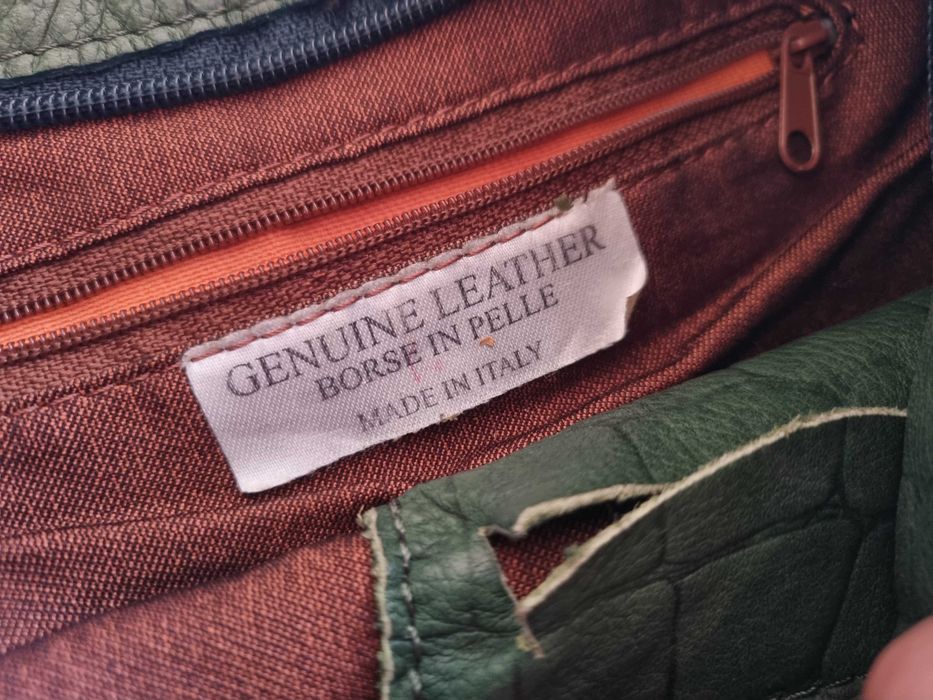 GENUINE LEATHER
BORSE IN PELLE
MADE IN ITALY